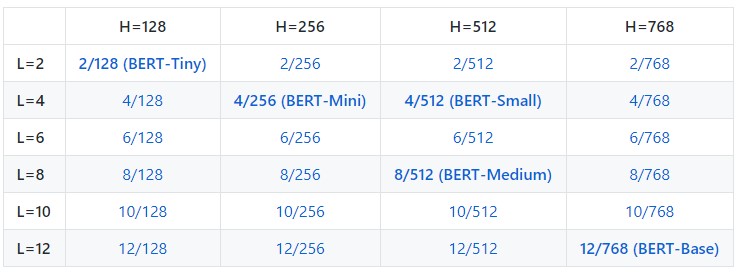 H=128 H=256 H=512 H=768
L=2 2/128 (BERT-Tiny) 2/256 2/512 2/768
L=4 4/128 4/256 (BERT-Mini) 4/512 (BERT-Small) 4/768
L=6 6/128 6/256 6/512 6/768
L=8 8/128 8/256 8/512 (BERT-Medium) 8/768
L=10 10/128 10/256 10/512 10/768
L=12 12/128 12/256 12/512 12/768 (BERT-Base)